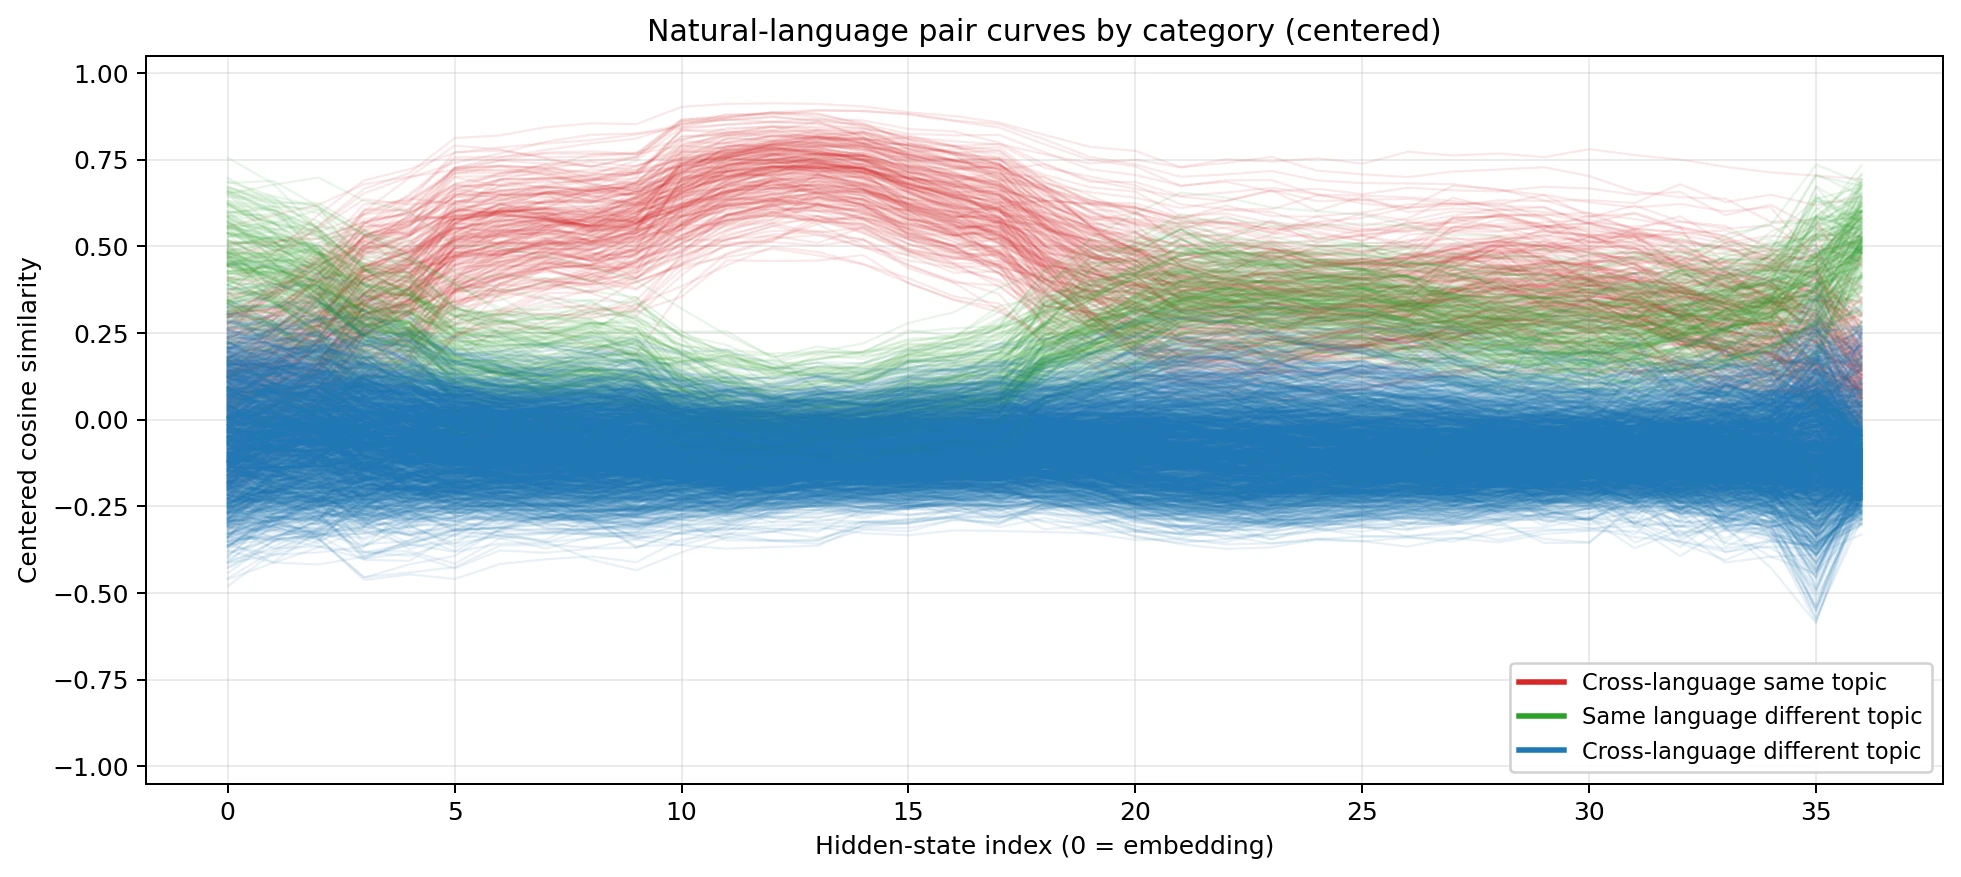 Natural-language pair curves by category (centered)
1.00
0.75
0.50
0.25
0.00
−0.25
−0.50
−0.75
−1.00
Centered cosine similarity
0 5 10 15 20 25 30 35
Hidden-state index (0 = embedding)
Cross-language same topic
Same language different topic
Cross-language different topic